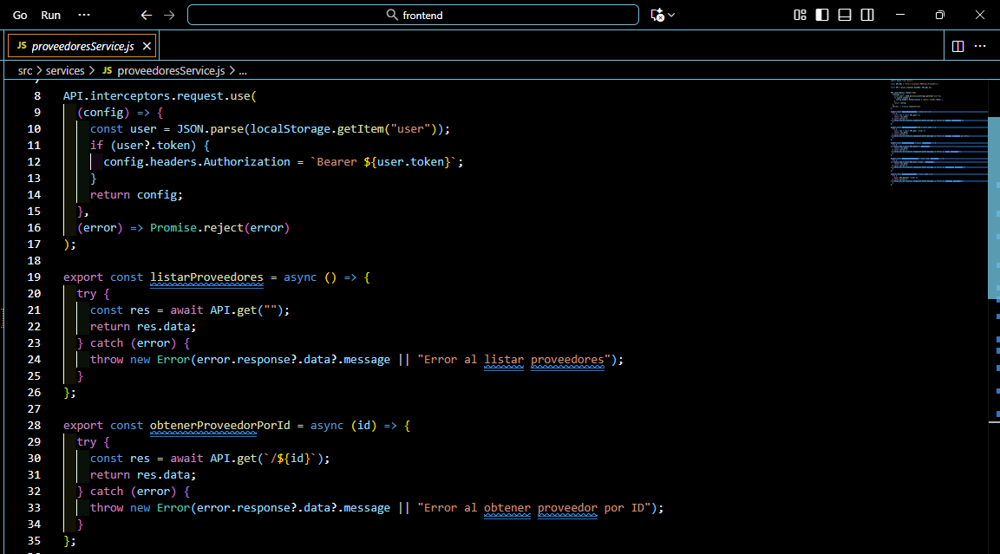 Go Run ··· ← → frontend
JS proveedoresService.js ×
src > services > JS proveedoresService.js > ...
8 API.interceptors.request.use(
9 (config) => {
10 const user = JSON.parse(localStorage.getItem("user"));
11 if (user?.token) {
12 config.headers.Authorization = `Bearer ${user.token}`;
13 }
14 return config;
15 },
16 (error) => Promise.reject(error)
17 );
18
19 export const listarProveedores = async () => {
20 try {
21 const res = await API.get("");
22 return res.data;
23 } catch (error) {
24 throw new Error(error.response?.data?.message || "Error al listar proveedores");
25 }
26 };
27
28 export const obtenerProveedorPorId = async (id) => {
29 try {
30 const res = await API.get(`/${id}`);
31 return res.data;
32 } catch (error) {
33 throw new Error(error.response?.data?.message || "Error al obtener proveedor por ID");
34 }
35 };